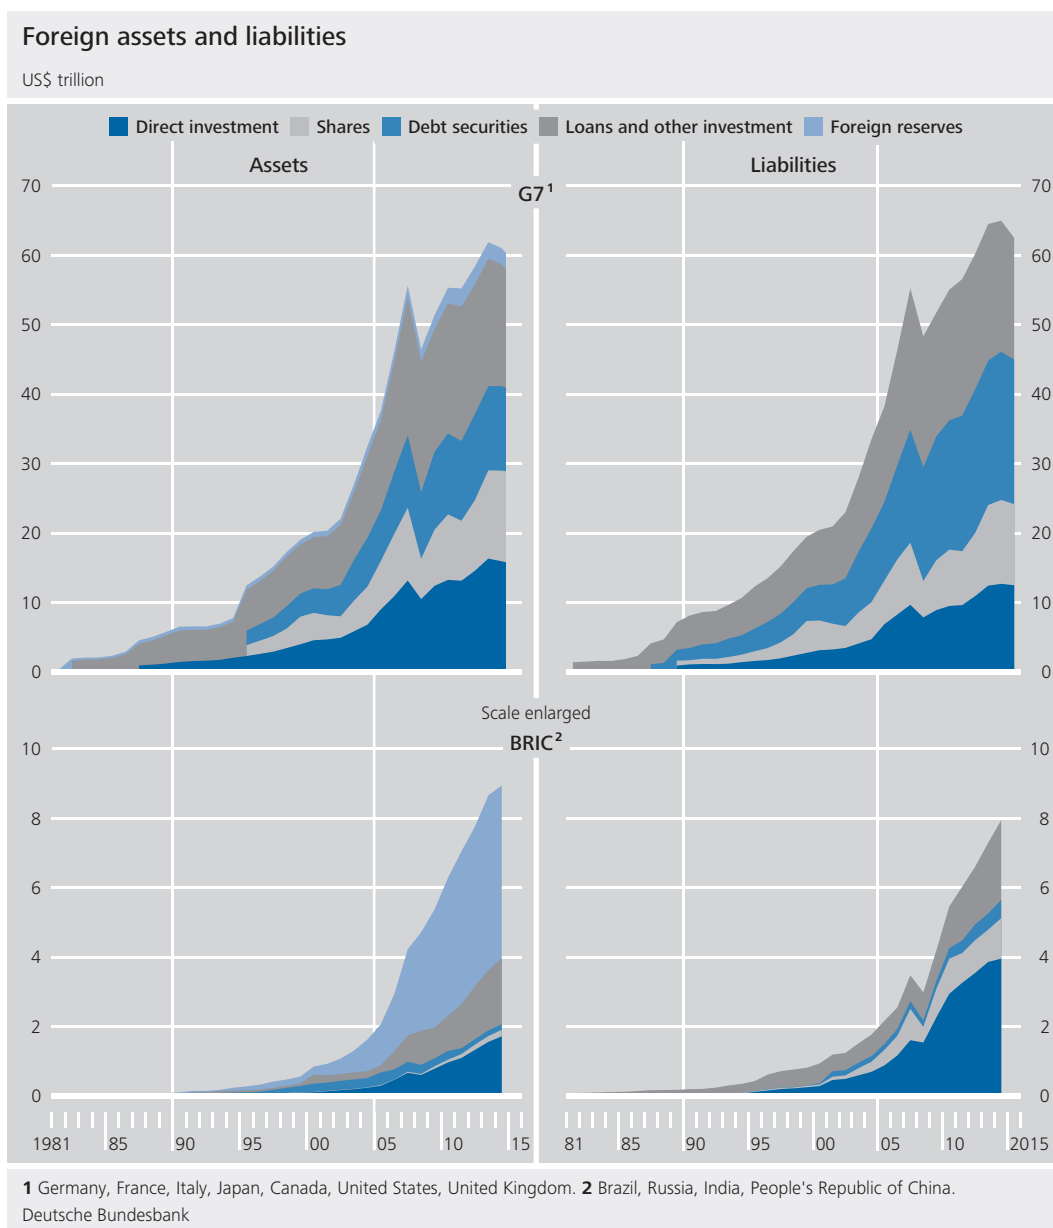 Foreign assets and liabilities
US$ trillion
Direct investment Shares Debt securities Loans and other investment Foreign reserves
Assets Liabilities
G7 1
70 70
60 60
50 50
40 40
30 30
20 20
10 10
0 0
Scale enlarged
BRIC 2
10 10
8 8
6 6
4 4
2 2
0 0
1981 85 90 95 00 05 10 15 81 85 90 95 00 05 10 2015
1 Germany, France, Italy, Japan, Canada, United States, United Kingdom. 2 Brazil, Russia, India, People's Republic of China.
Deutsche Bundesbank